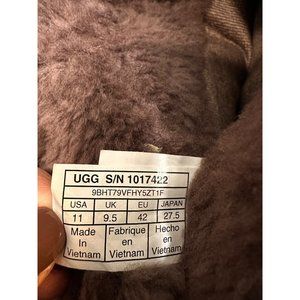 UGG S/N 1017422
9BHT79VFHY5ZT1F
USA UK EU JAPAN
11 9.5 42 27.5
Made Fabrique Hecho
In en en
Vietnam Vietnam Vietnam